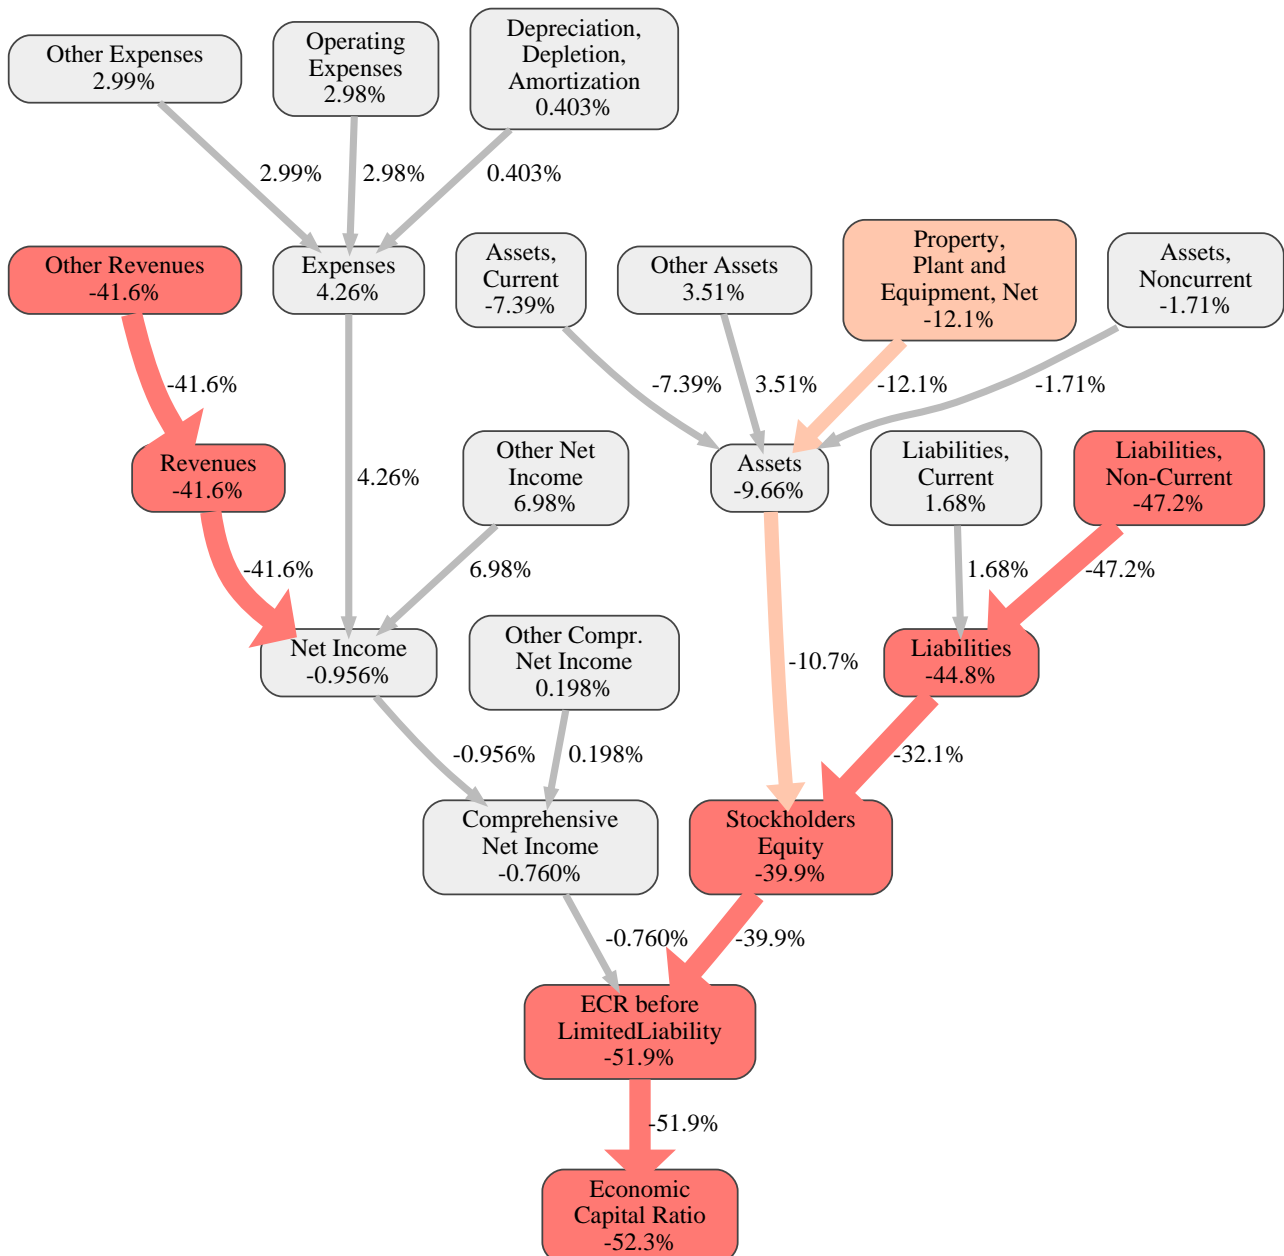 Other Expenses
2.99%
Operating
Expenses
2.98%
Depreciation,
Depletion,
Amortization
0.403%
2.99%
2.98%
0.403%
Other Revenues
-41.6%
Expenses
4.26%
Assets,
Current
-7.39%
Other Assets
3.51%
Property,
Plant and
Equipment, Net
-12.1%
Assets,
Noncurrent
-1.71%
-41.6%
-7.39%
3.51%
-12.1%
-1.71%
Revenues
-41.6%
4.26%
Other Net
Income
6.98%
Assets
-9.66%
Liabilities,
Current
1.68%
Liabilities,
Non-Current
-47.2%
-41.6%
6.98%
1.68%
-47.2%
Net Income
-0.956%
Other Compr.
Net Income
0.198%
-10.7%
Liabilities
-44.8%
-0.956%
0.198%
-32.1%
Comprehensive
Net Income
-0.760%
Stockholders
Equity
-39.9%
-0.760%
-39.9%
ECR before
LimitedLiability
-51.9%
-51.9%
Economic
Capital Ratio
-52.3%